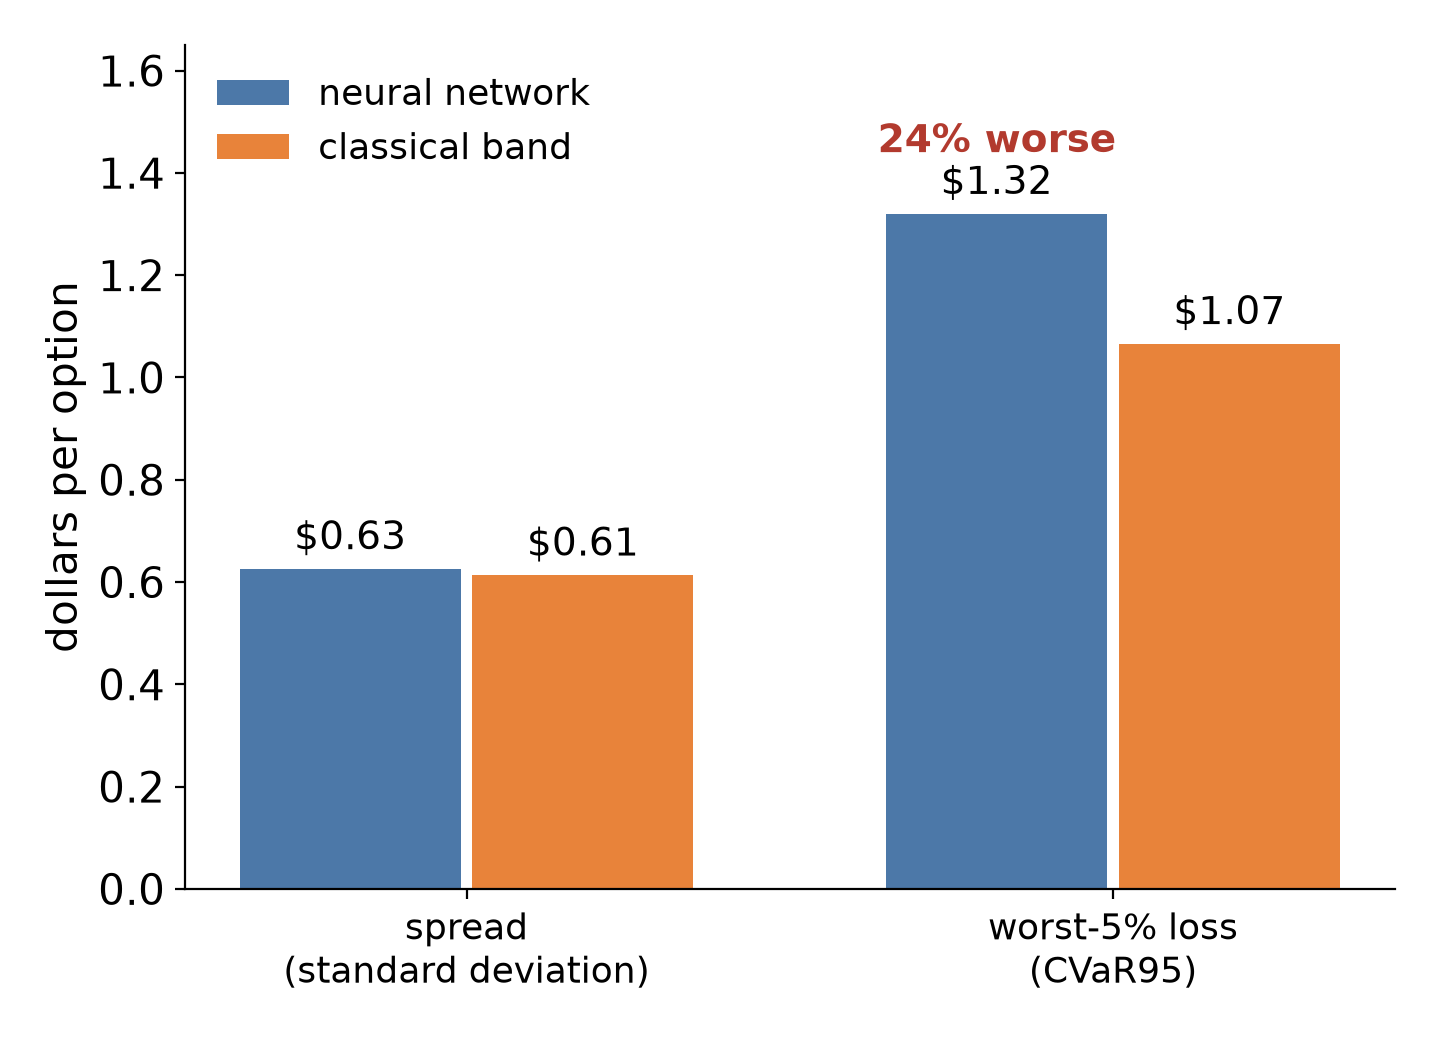 neural network
classical band
24% worse
$1.32
$1.07
$0.63
$0.61
1.6
1.4
1.2
1.0
0.8
0.6
0.4
0.2
0.0
dollars per option
spread
(standard deviation)
worst-5% loss
(CVaR95)